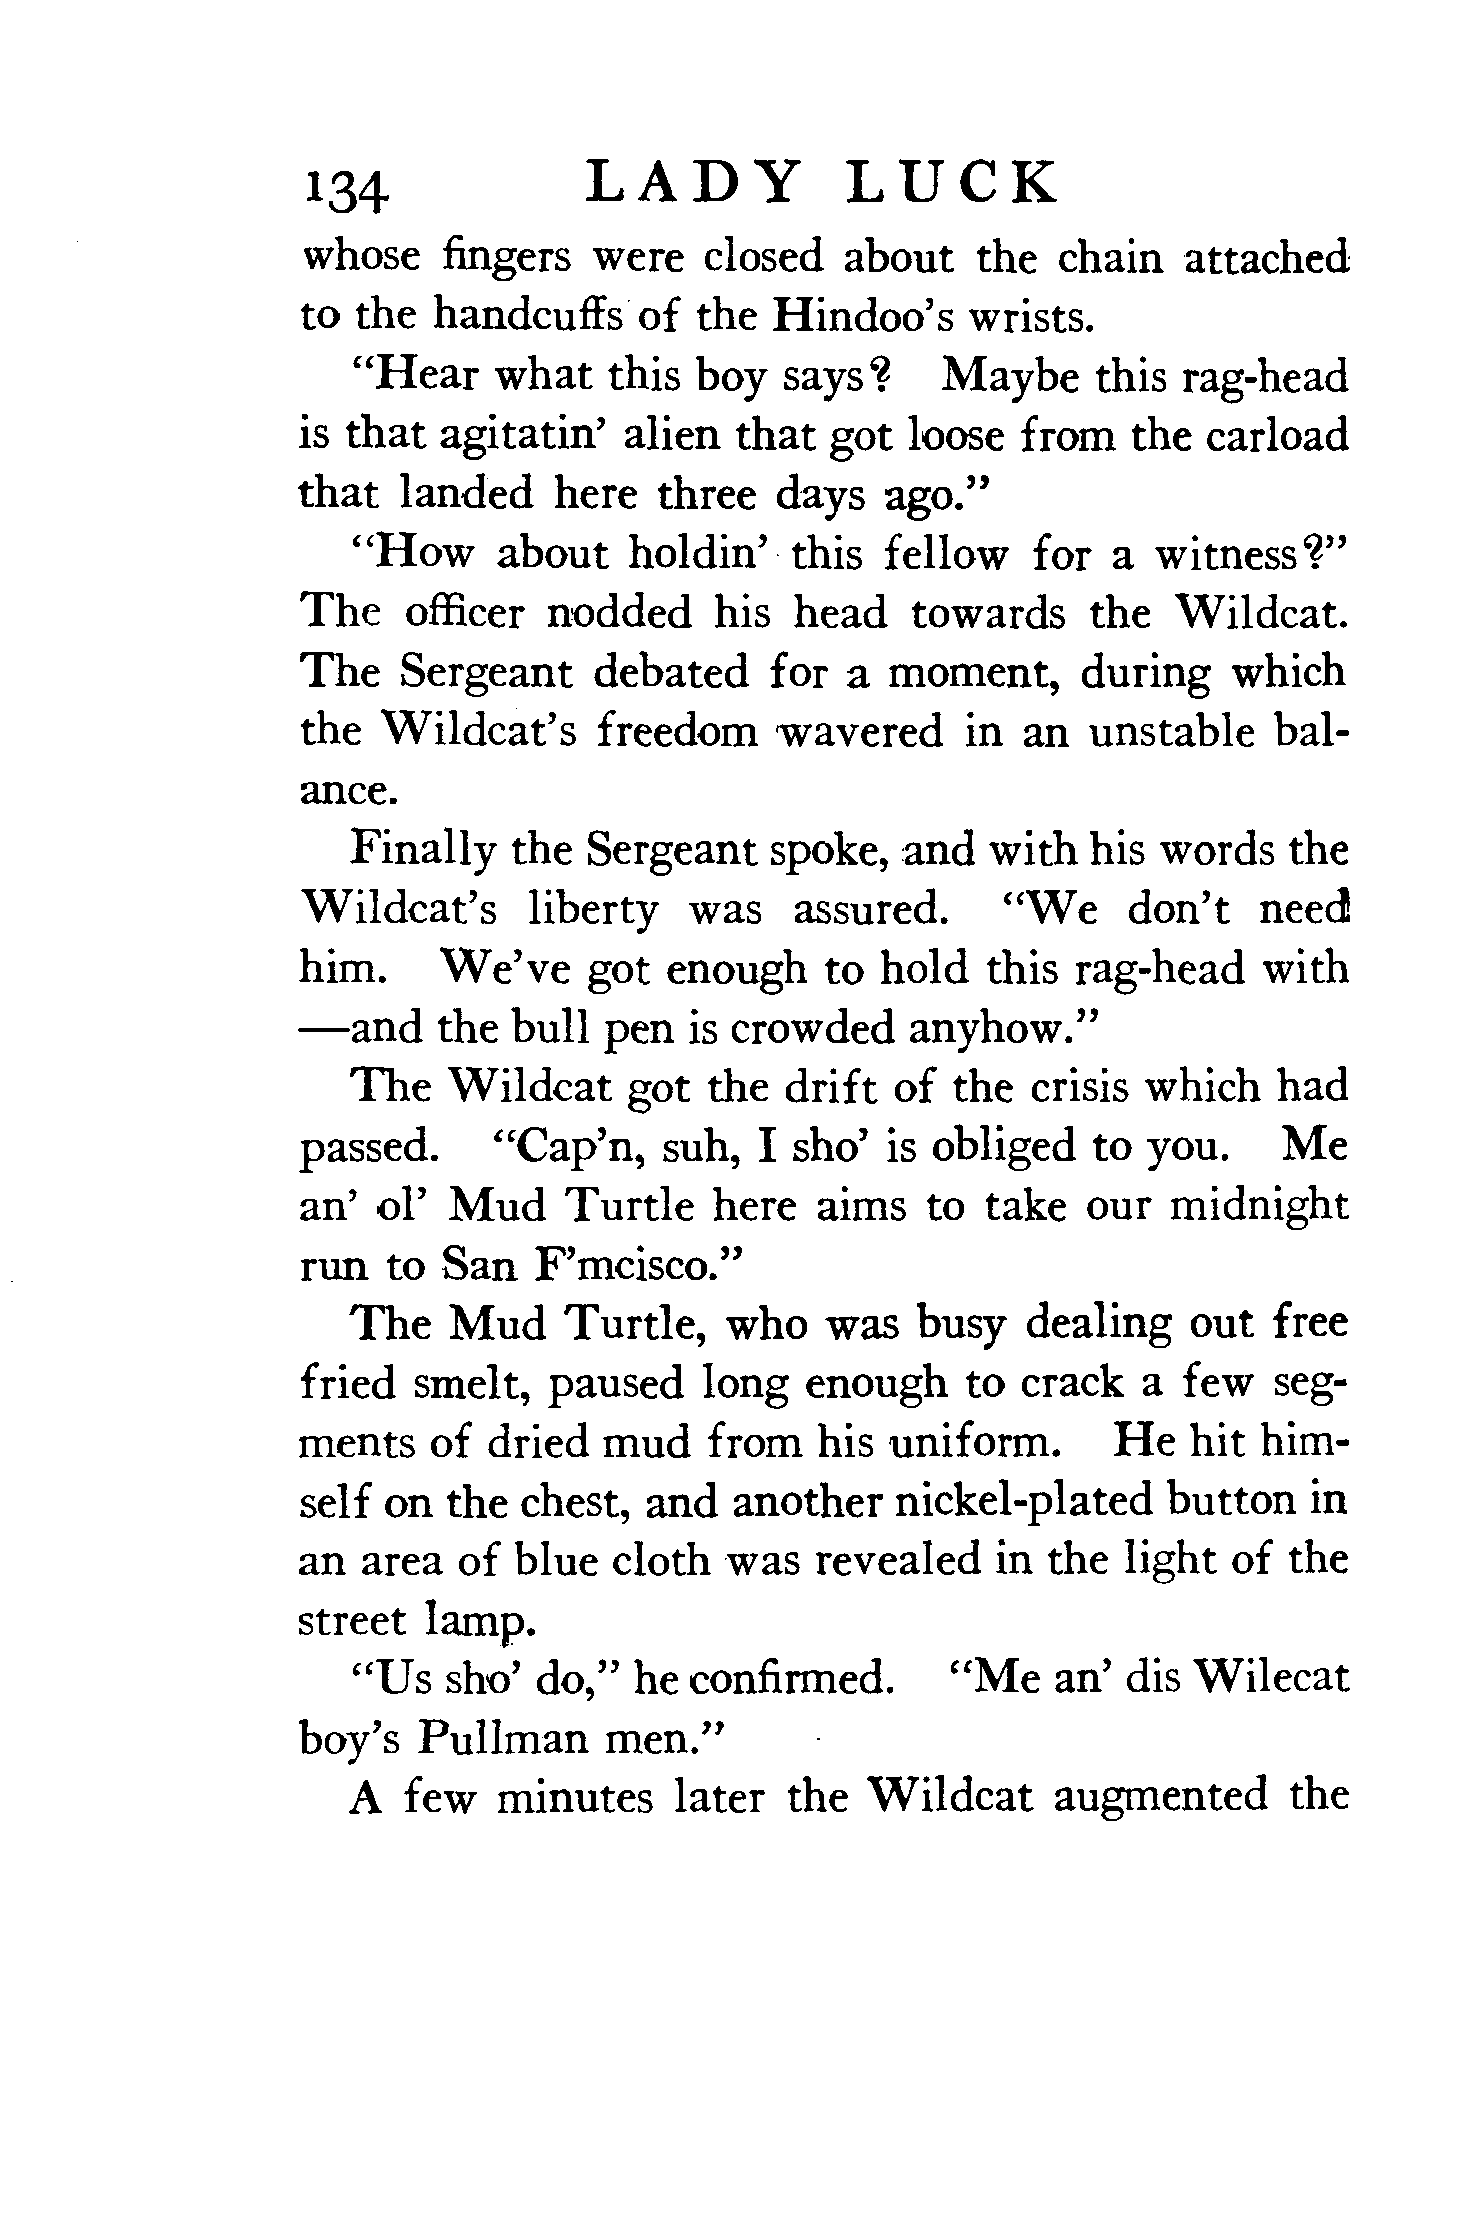 134 LADY LUCK
whose fingers were closed about the chain attached
to the handcuffs of the Hindoo's wrists.
"Hear what this boy says? Maybe this rag-head
is that agitatin' alien that got loose from the carload
that landed here three days ago."
"How about holdin' this fellow for a witness?"
The officer nodded his head towards the Wildcat.
The Sergeant debated for a moment, during which
the Wildcat's freedom wavered in an unstable bal-
ance.
Finally the Sergeant spoke, and with his words the
Wildcat's liberty was assured. "We don't need
him. We've got enough to hold this rag-head with
—and the bull pen is crowded anyhow."
The Wildcat got the drift of the crisis which had
passed. "Cap'n, suh, I sho' is obliged to you. Me
an' ol' Mud Turtle here aims to take our midnight
run to San F'mcisco."
The Mud Turtle, who was busy dealing out free
fried smelt, paused long enough to crack a few seg-
ments of dried mud from his uniform. He hit him-
self on the chest, and another nickel-plated button in
an area of blue cloth was revealed in the light of the
street lamp.
"Us sho' do," he confirmed. "Me an' dis Wilecat
boy's Pullman men."
A few minutes later the Wildcat augmented the